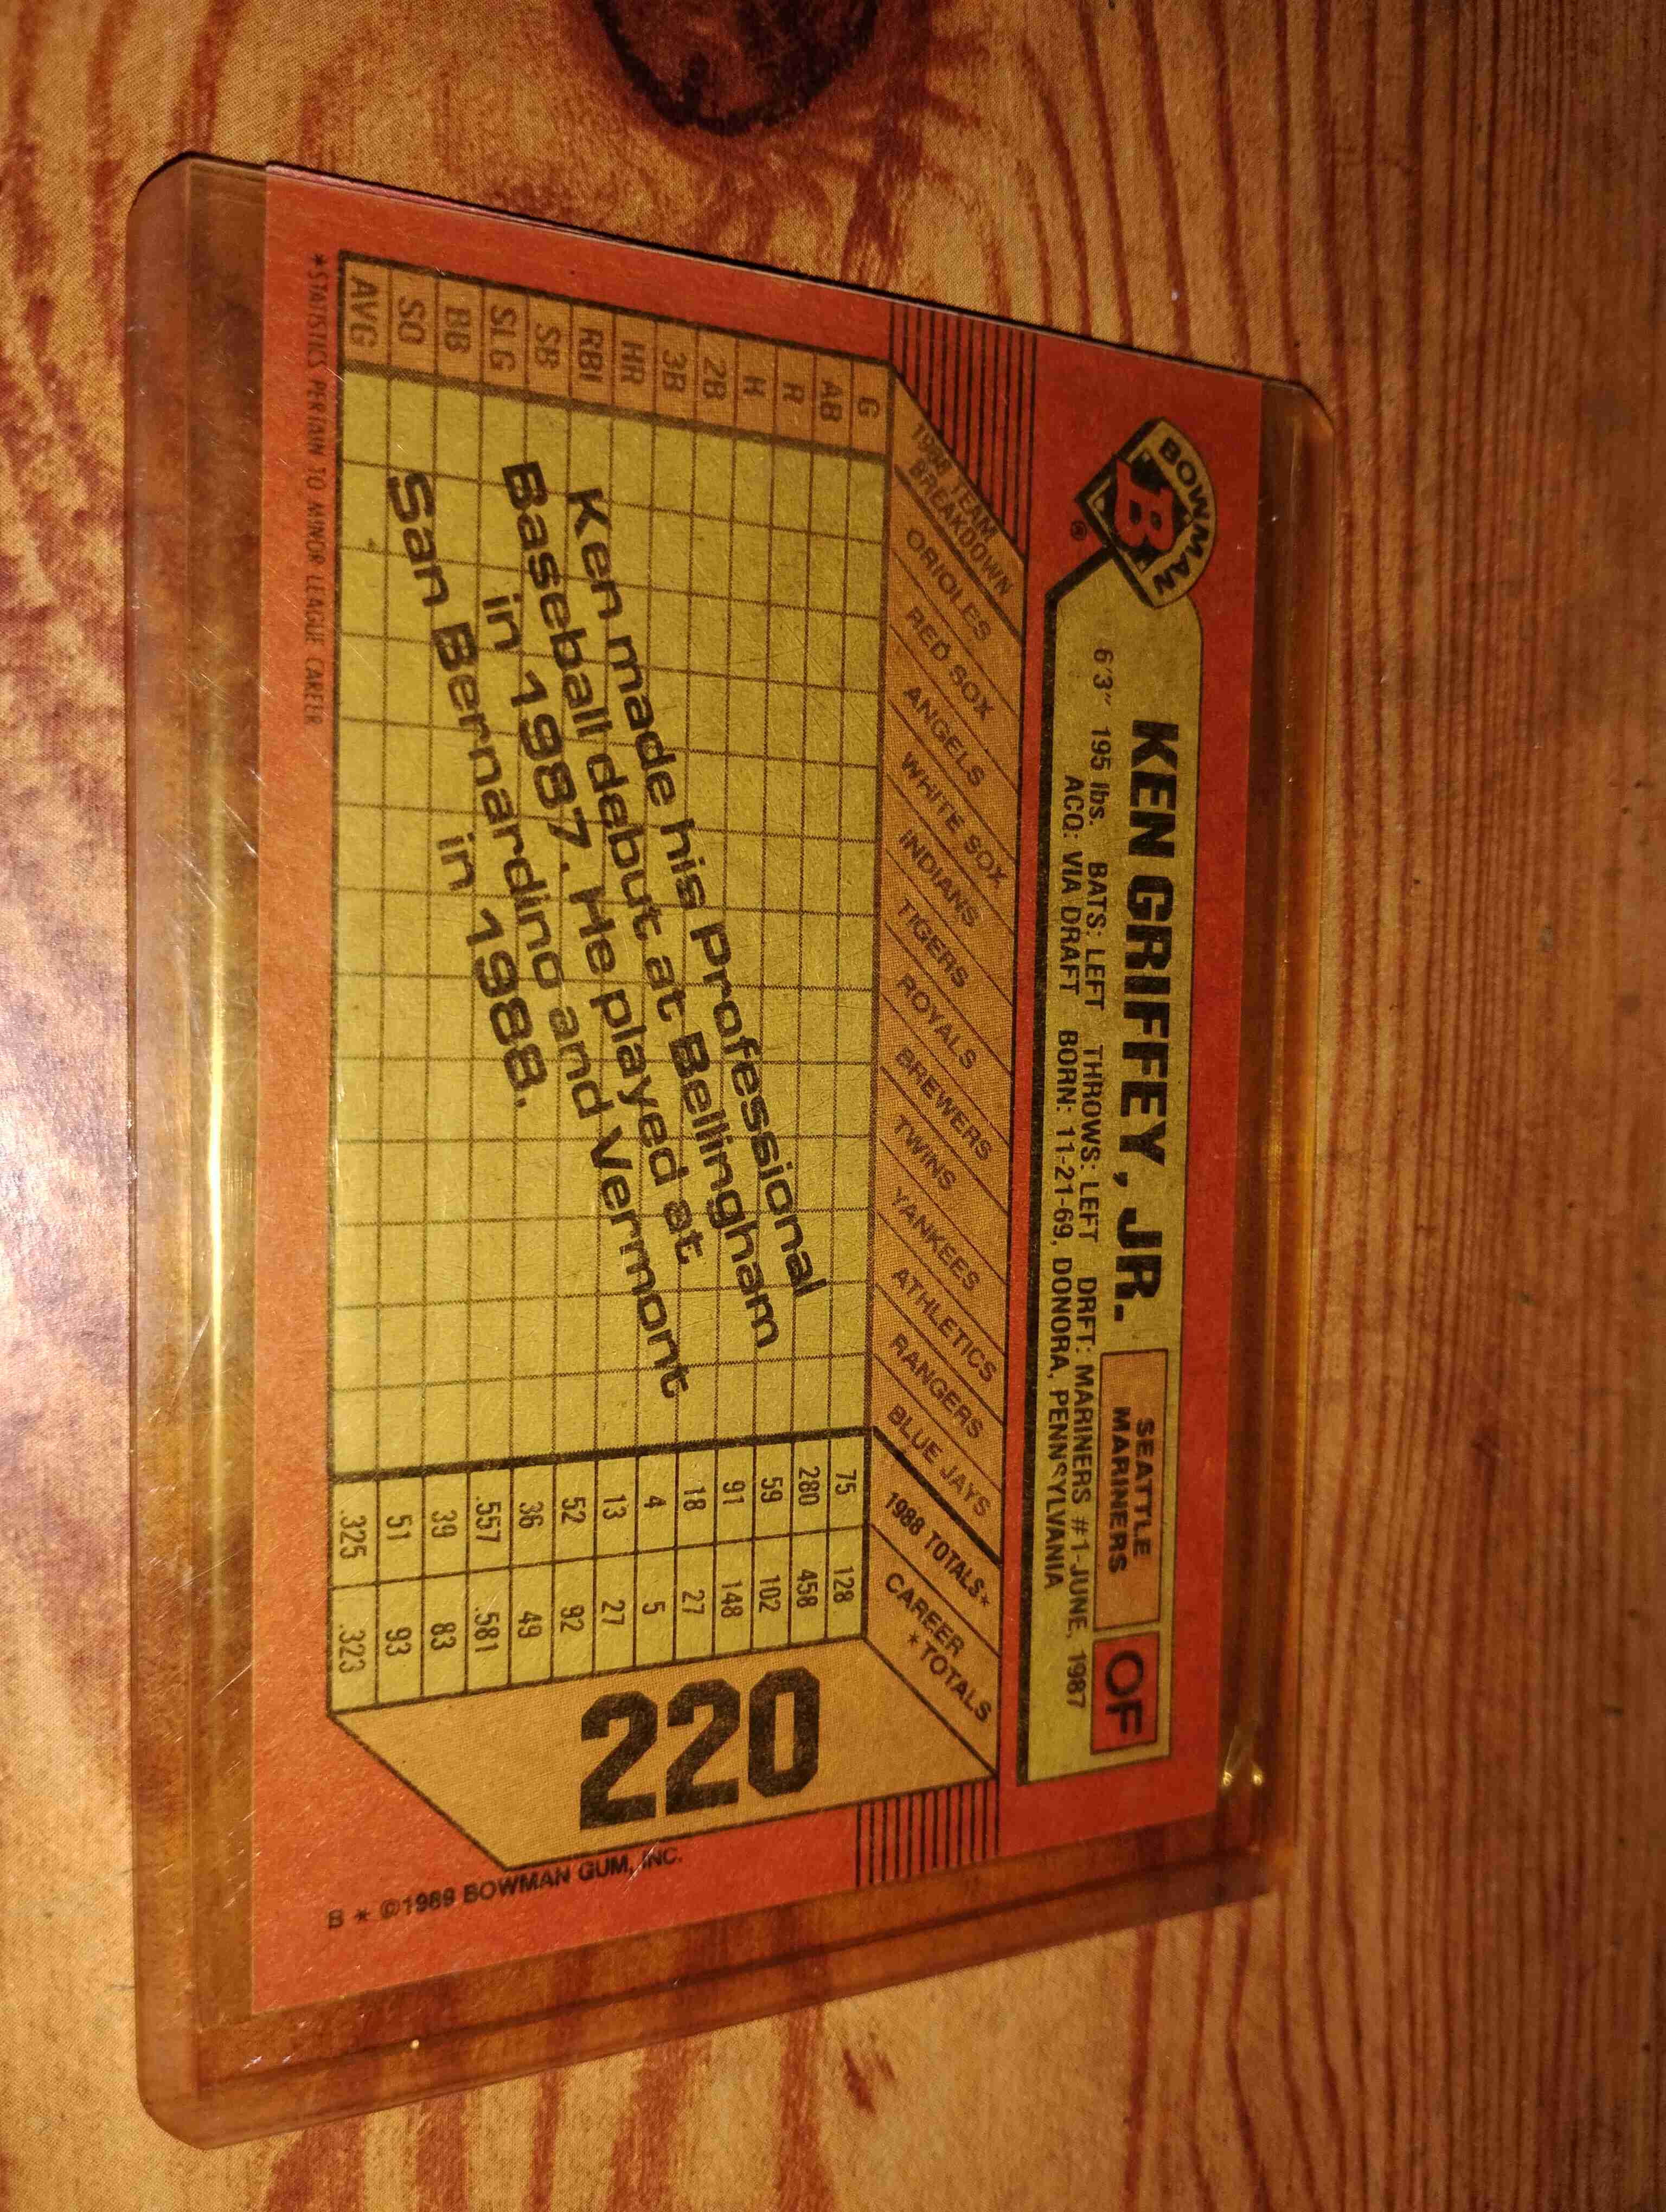 BOWMAN
B
®
KEN GRIFFEY, JR.
SEATTLE
MARINERS
OF
6'3" 195 lbs. BATS: LEFT THROWS: LEFT DRFT: MARINERS #1-JUNE, 1987
ACQ: VIA DRAFT BORN: 11-21-69, DONORA, PENNSYLVANIA
1988 TEAM
BREAKDOWN
ORIOLES
RED SOX
ANGELS
WHITE SOX
INDIANS
TIGERS
ROYALS
BREWERS
TWINS
YANKEES
ATHLETICS
RANGERS
BLUE JAYS
1988 TOTALS*
CAREER
*TOTALS
G 75 128
AB 280 458
R 59 102
H 91 148
2B 18 27
3B 4 5
HR 13 27
RBI 52 92
SB 36 49
SLG .557 .581
BB 39 83
SO 51 93
AVG .325 .323
Ken made his professional
Baseball debut at Bellingham
in 1987. He played at
San Bernardino and Vermont
in 1988.
220
*STATISTICS PERTAIN TO MINOR LEAGUE CAREER
B * ©1989 BOWMAN GUM, INC.